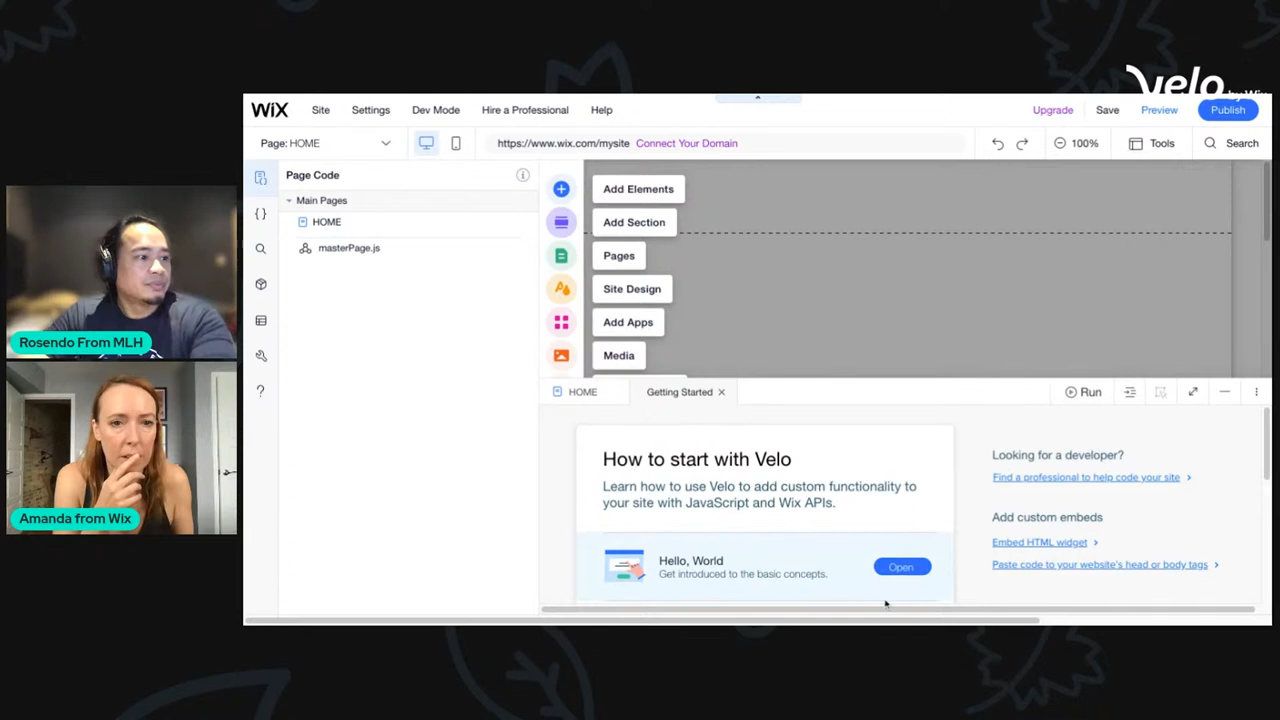 velo
by Wix
WiX Site Settings Dev Mode Hire a Professional Help Upgrade Save Preview Publish
Page: HOME https://www.wix.com/mysite Connect Your Domain 100% Tools Search
Page Code
Main Pages
HOME
masterPage.js
Add Elements
Add Section
Pages
Site Design
Add Apps
Media
HOME Getting Started Run
How to start with Velo
Learn how to use Velo to add custom functionality to
your site with JavaScript and Wix APIs.
Hello, World
Get introduced to the basic concepts.
Open
Looking for a developer?
Find a professional to help code your site
Add custom embeds
Embed HTML widget
Paste code to your website's head or body tags
Rosendo From MLH
Amanda from Wix